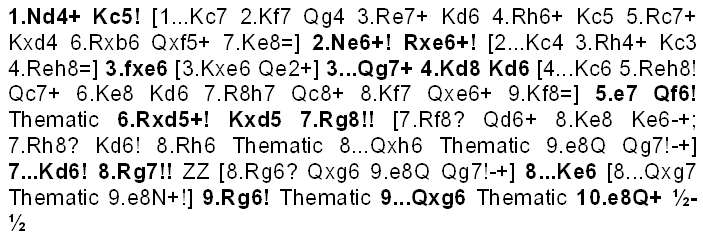 1.Nd4+ Kc5! [1...Kc7 2.Kf7 Qg4 3.Re7+ Kd6 4.Rh6+ Kc5 5.Rc7+
Kxd4 6.Rxb6 Qxf5+ 7.Ke8=] 2.Ne6+! Rxe6+! [2...Kc4 3.Rh4+ Kc3
4.Reh8=] 3.fxe6 [3.Kxe6 Qe2+] 3...Qg7+ 4.Kd8 Kd6 [4...Kc6 5.Reh8!
Qc7+ 6.Ke8 Kd6 7.R8h7 Qc8+ 8.Kf7 Qxe6+ 9.Kf8=] 5.e7 Qf6!
Thematic 6.Rxd5+! Kxd5 7.Rg8!! [7.Rf8? Qd6+ 8.Ke8 Ke6-+;
7.Rh8? Kd6! 8.Rh6 Thematic 8...Qxh6 Thematic 9.e8Q Qg7!-+]
7...Kd6! 8.Rg7!! ZZ [8.Rg6? Qxg6 9.e8Q Qg7!-+] 8...Ke6 [8...Qxg7
Thematic 9.e8N+!] 9.Rg6! Thematic 9...Qxg6 Thematic 10.e8Q+ ½-
½